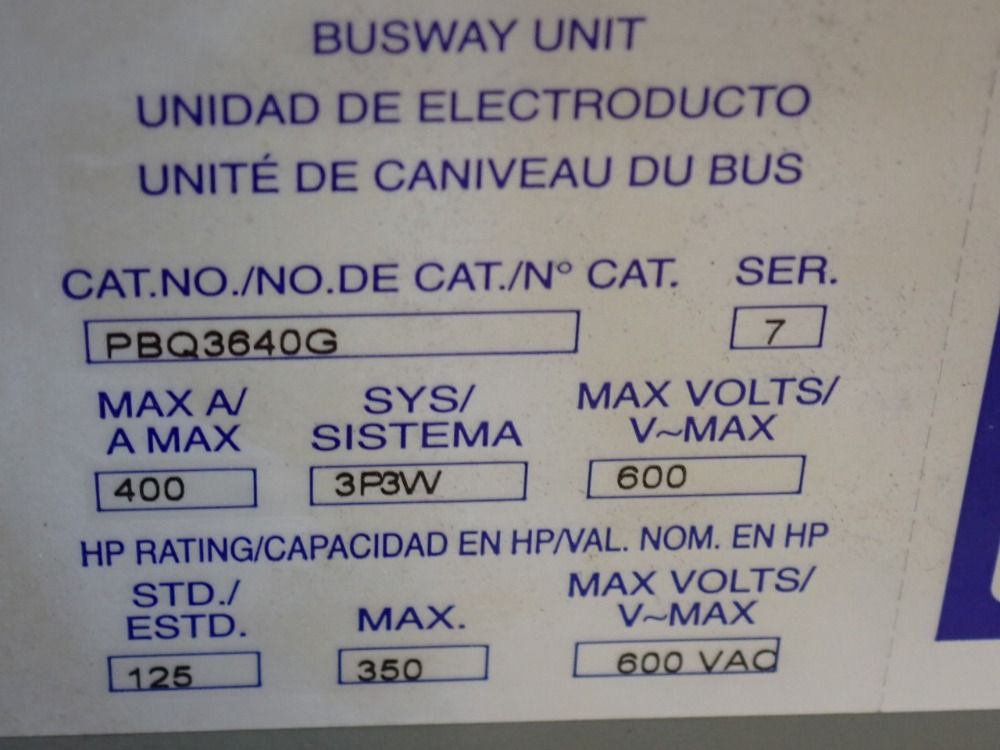 BUSWAY UNIT
UNIDAD DE ELECTRODUCTO
UNITÉ DE CANIVEAU DU BUS
CAT.NO./NO.DE CAT./N° CAT. SER.
PBQ3640G 7
MAX A/ SYS/ MAX VOLTS/
A MAX SISTEMA V~MAX
400 3P3W 600
HP RATING/CAPACIDAD EN HP/VAL. NOM. EN HP
STD./ MAX VOLTS/
ESTD. MAX. V~MAX
125 350 600 VAC